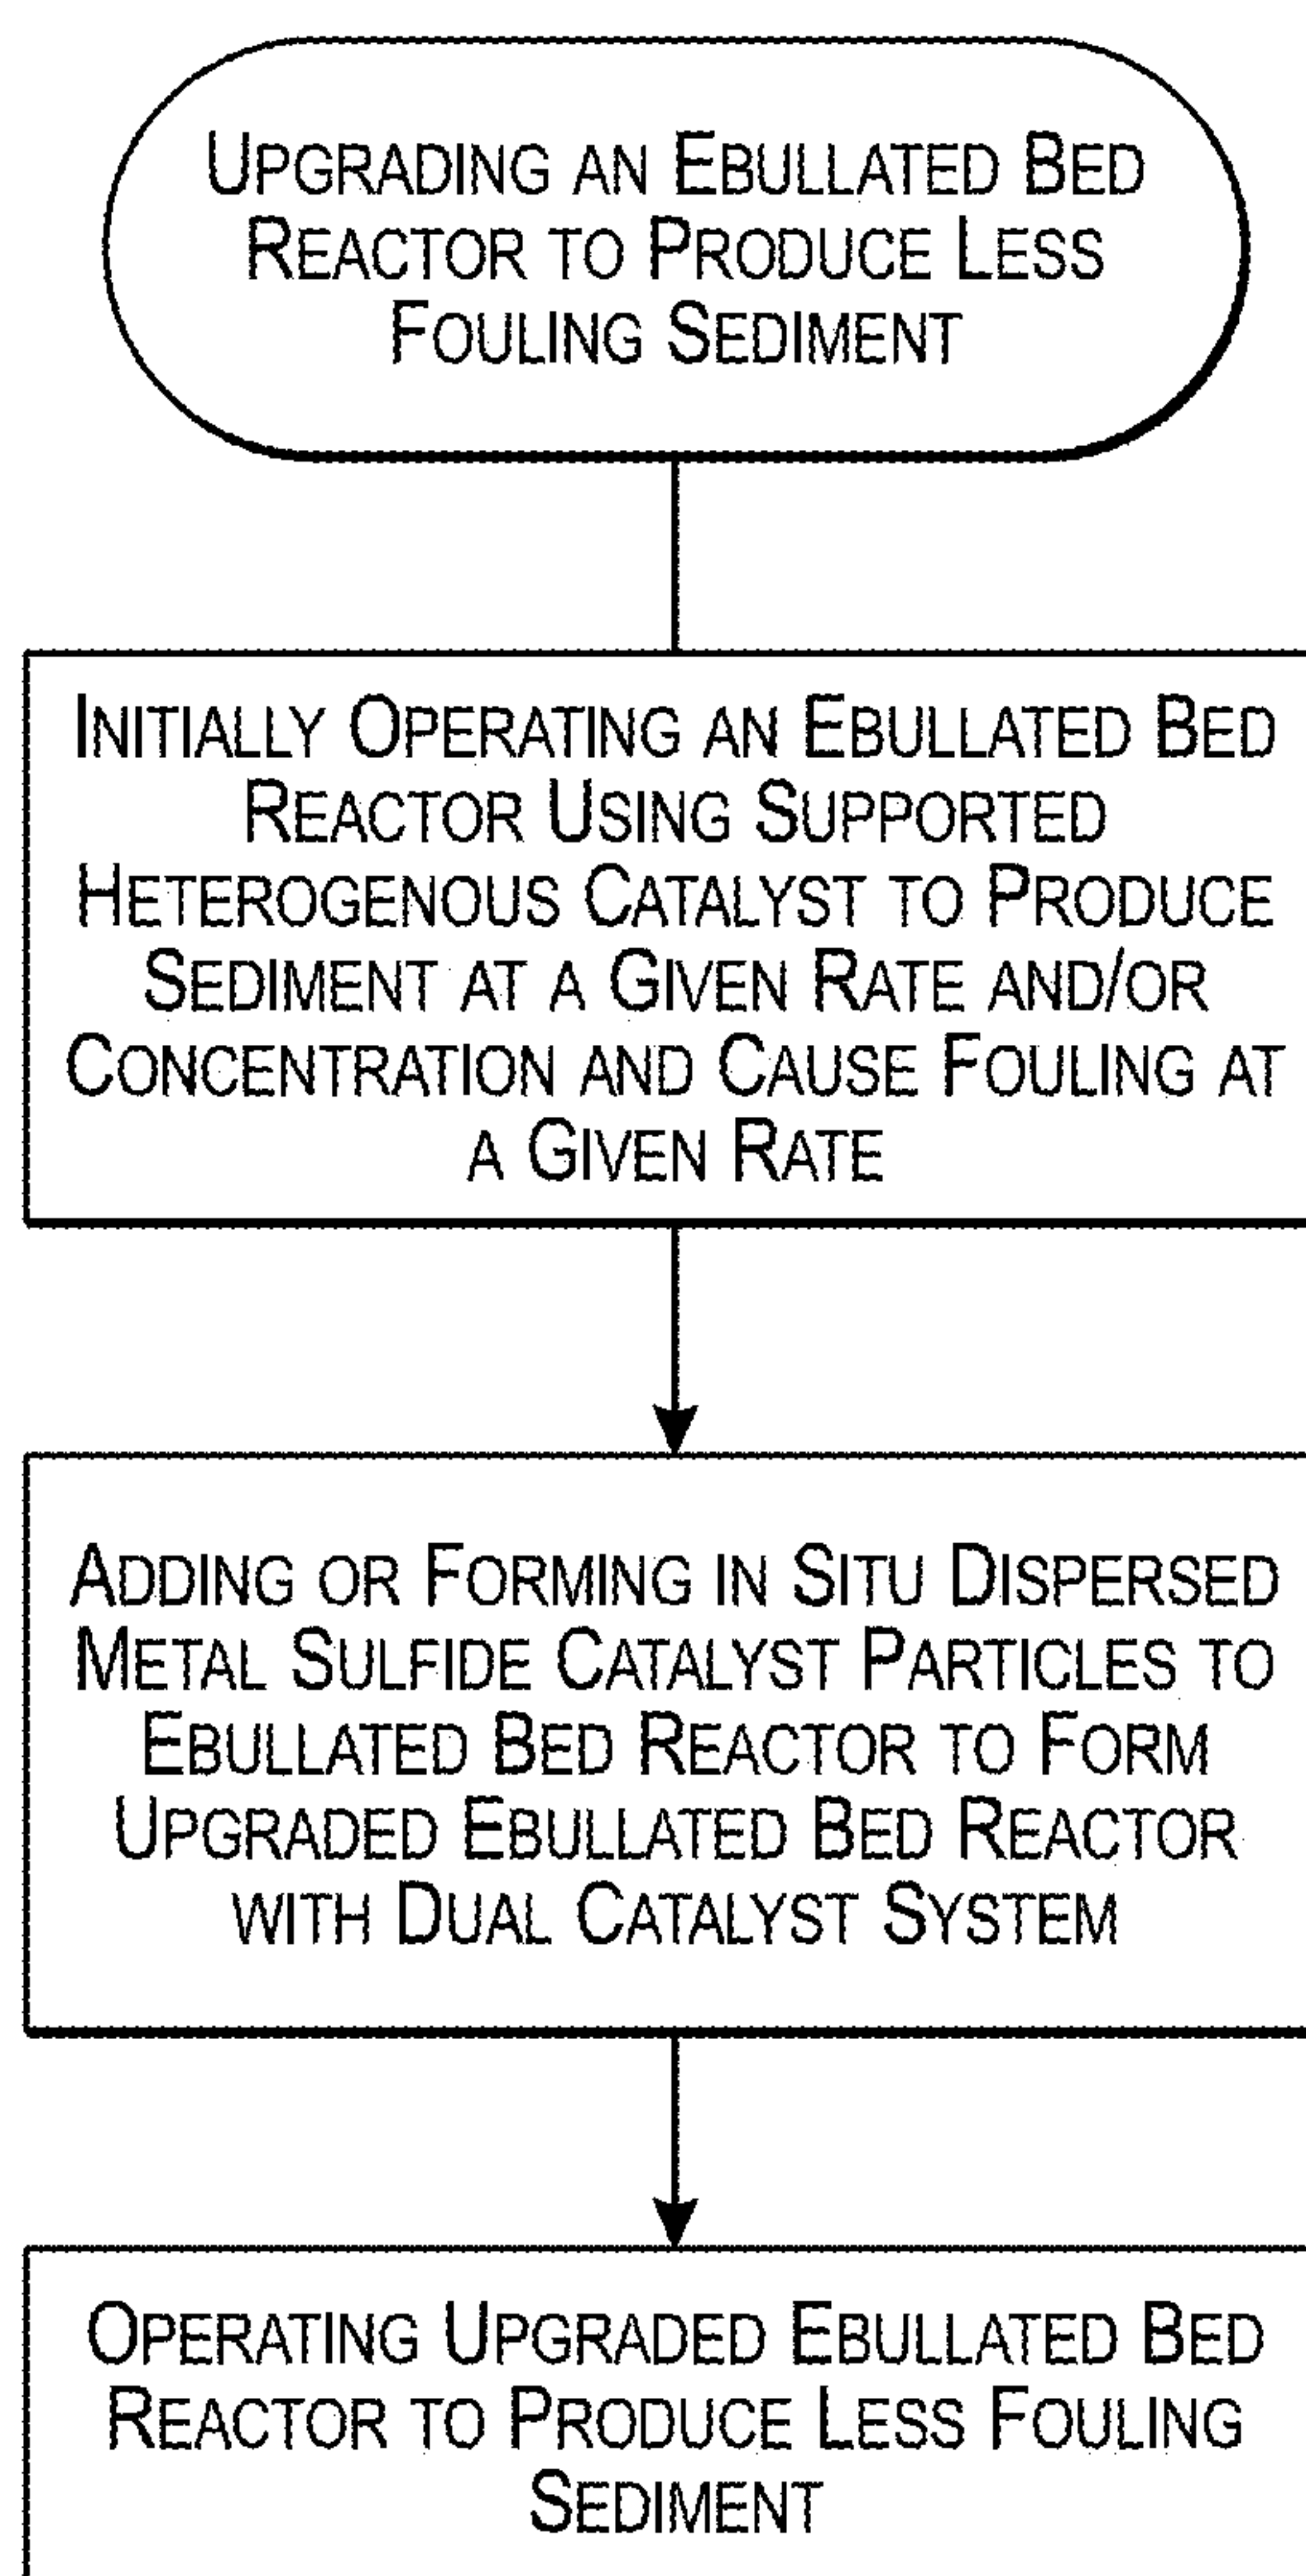 UPGRADING AN EBULLATED BED
REACTOR TO PRODUCE LESS
FOULING SEDIMENT
INITIALLY OPERATING AN EBULLATED BED
REACTOR USING SUPPORTED
HETEROGENOUS CATALYST TO PRODUCE
SEDIMENT AT A GIVEN RATE AND/OR
CONCENTRATION AND CAUSE FOULING AT
A GIVEN RATE
ADDING OR FORMING IN SITU DISPERSED
METAL SULFIDE CATALYST PARTICLES TO
EBULLATED BED REACTOR TO FORM
UPGRADED EBULLATED BED REACTOR
WITH DUAL CATALYST SYSTEM
OPERATING UPGRADED EBULLATED BED
REACTOR TO PRODUCE LESS FOULING
SEDIMENT